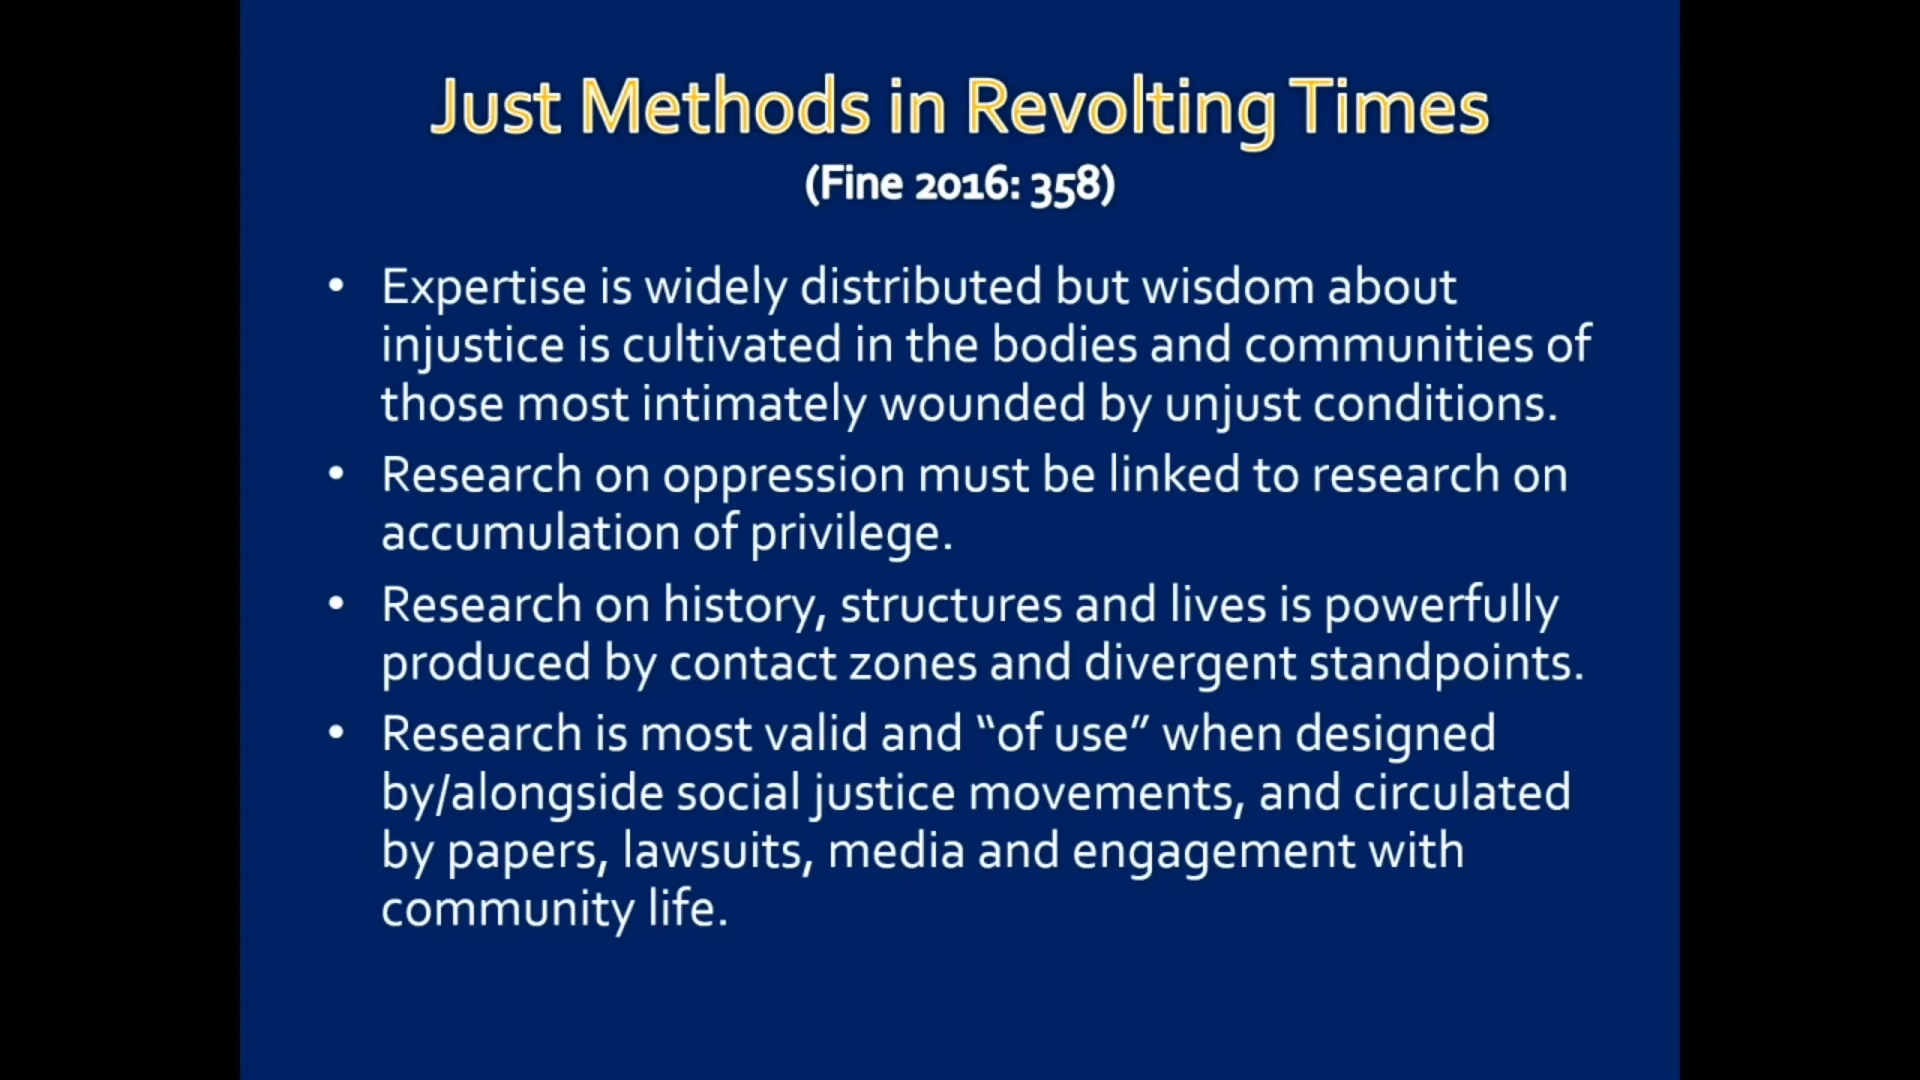 Just Methods in Revolting Times
(Fine 2016: 358)
• Expertise is widely distributed but wisdom about
injustice is cultivated in the bodies and communities of
those most intimately wounded by unjust conditions.
• Research on oppression must be linked to research on
accumulation of privilege.
• Research on history, structures and lives is powerfully
produced by contact zones and divergent standpoints.
• Research is most valid and “of use” when designed
by/alongside social justice movements, and circulated
by papers, lawsuits, media and engagement with
community life.